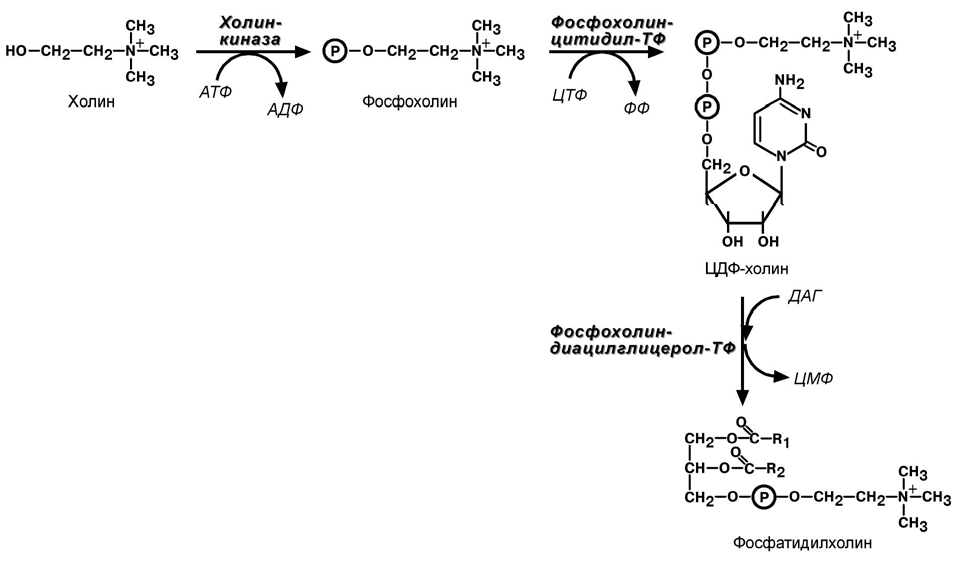 Холин-
киназа
HO–CH2–CH2–N+–CH3
CH3
CH3
АТФ
АДФ
Холин
P–O–CH2–CH2–N+–CH3
CH3
CH3
Фосфохолин
Фосфохолин-
цитидил-ТФ
ЦТФ
ФФ
P–O–CH2–CH2–N+–CH3
CH3
CH3
O
P
O
CH2
NH2
N
N
O
O
OH OH
ЦДФ-холин
ДАГ
Фосфохолин-
диацилглицерол-ТФ
ЦМФ
O
CH2–O–C–R1
O
CH–O–C–R2
CH2–O–P–O–CH2–CH2–N+–CH3
CH3
CH3
Фосфатидилхолин